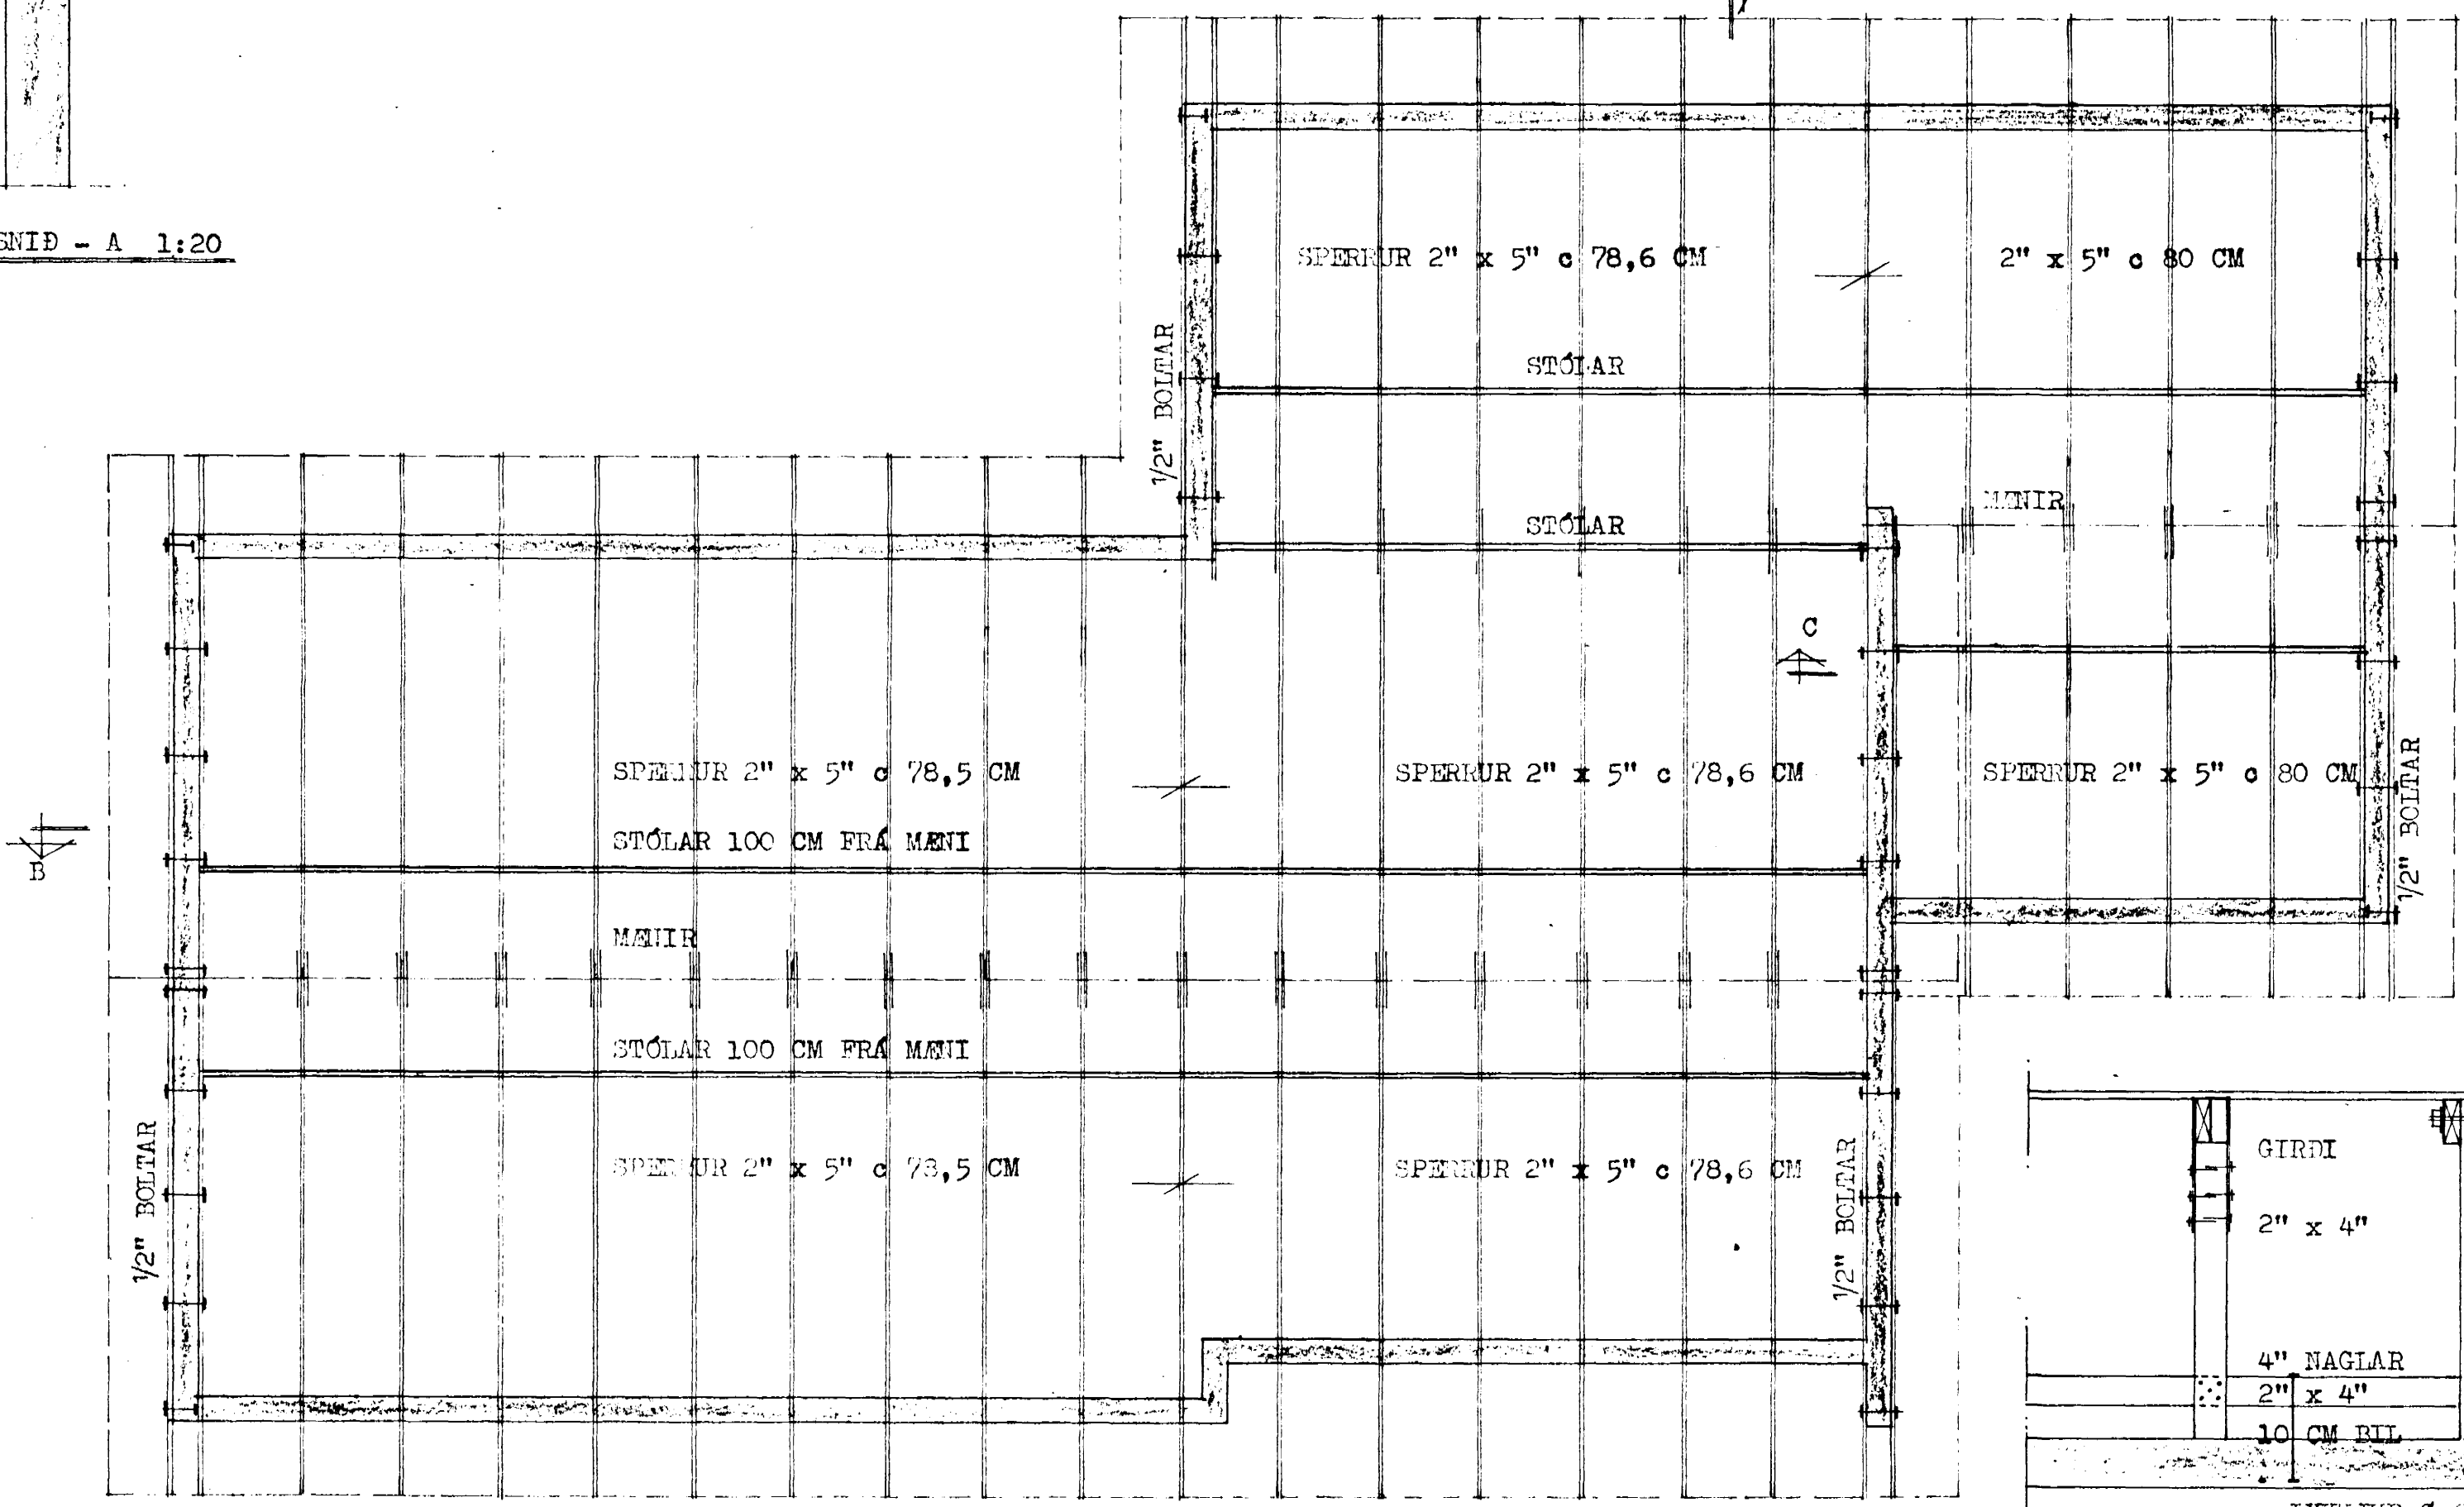 SNIÐ - A 1:20
SPERRUR 2" x 5" c 78,6 CM
2" x 5" c 80 CM
STÓLAR
1/2" BOLTAR
MÆNIR
STÓLAR
C
SPERRUR 2" x 5" c 78,5 CM
SPERRUR 2" x 5" c 78,6 CM
SPERRUR 2" x 5" c 80 CM
1/2" BOLTAR
STÓLAR 100 CM FRÁ MÆNI
B
MÆNIR
STÓLAR 100 CM FRÁ MÆNI
1/2" BOLTAR
SPERRUR 2" x 5" c 78,5 CM
SPERRUR 2" x 5" c 78,6 CM
1/2" BOLTAR
GIRÐI
2" x 4"
4" NAGLAR
2" x 4"
10 CM BIL